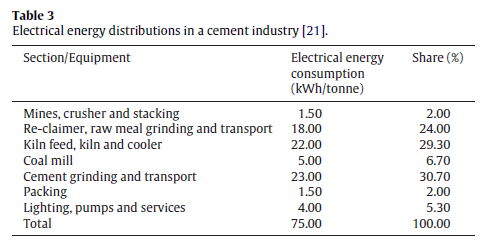 Table 3
Electrical energy distributions in a cement industry [21].
Section/Equipment Electrical energy consumption (kWh/tonne) Share (%)
Mines, crusher and stacking 1.50 2.00
Re-claimer, raw meal grinding and transport 18.00 24.00
Kiln feed, kiln and cooler 22.00 29.30
Coal mill 5.00 6.70
Cement grinding and transport 23.00 30.70
Packing 1.50 2.00
Lighting, pumps and services 4.00 5.30
Total 75.00 100.00